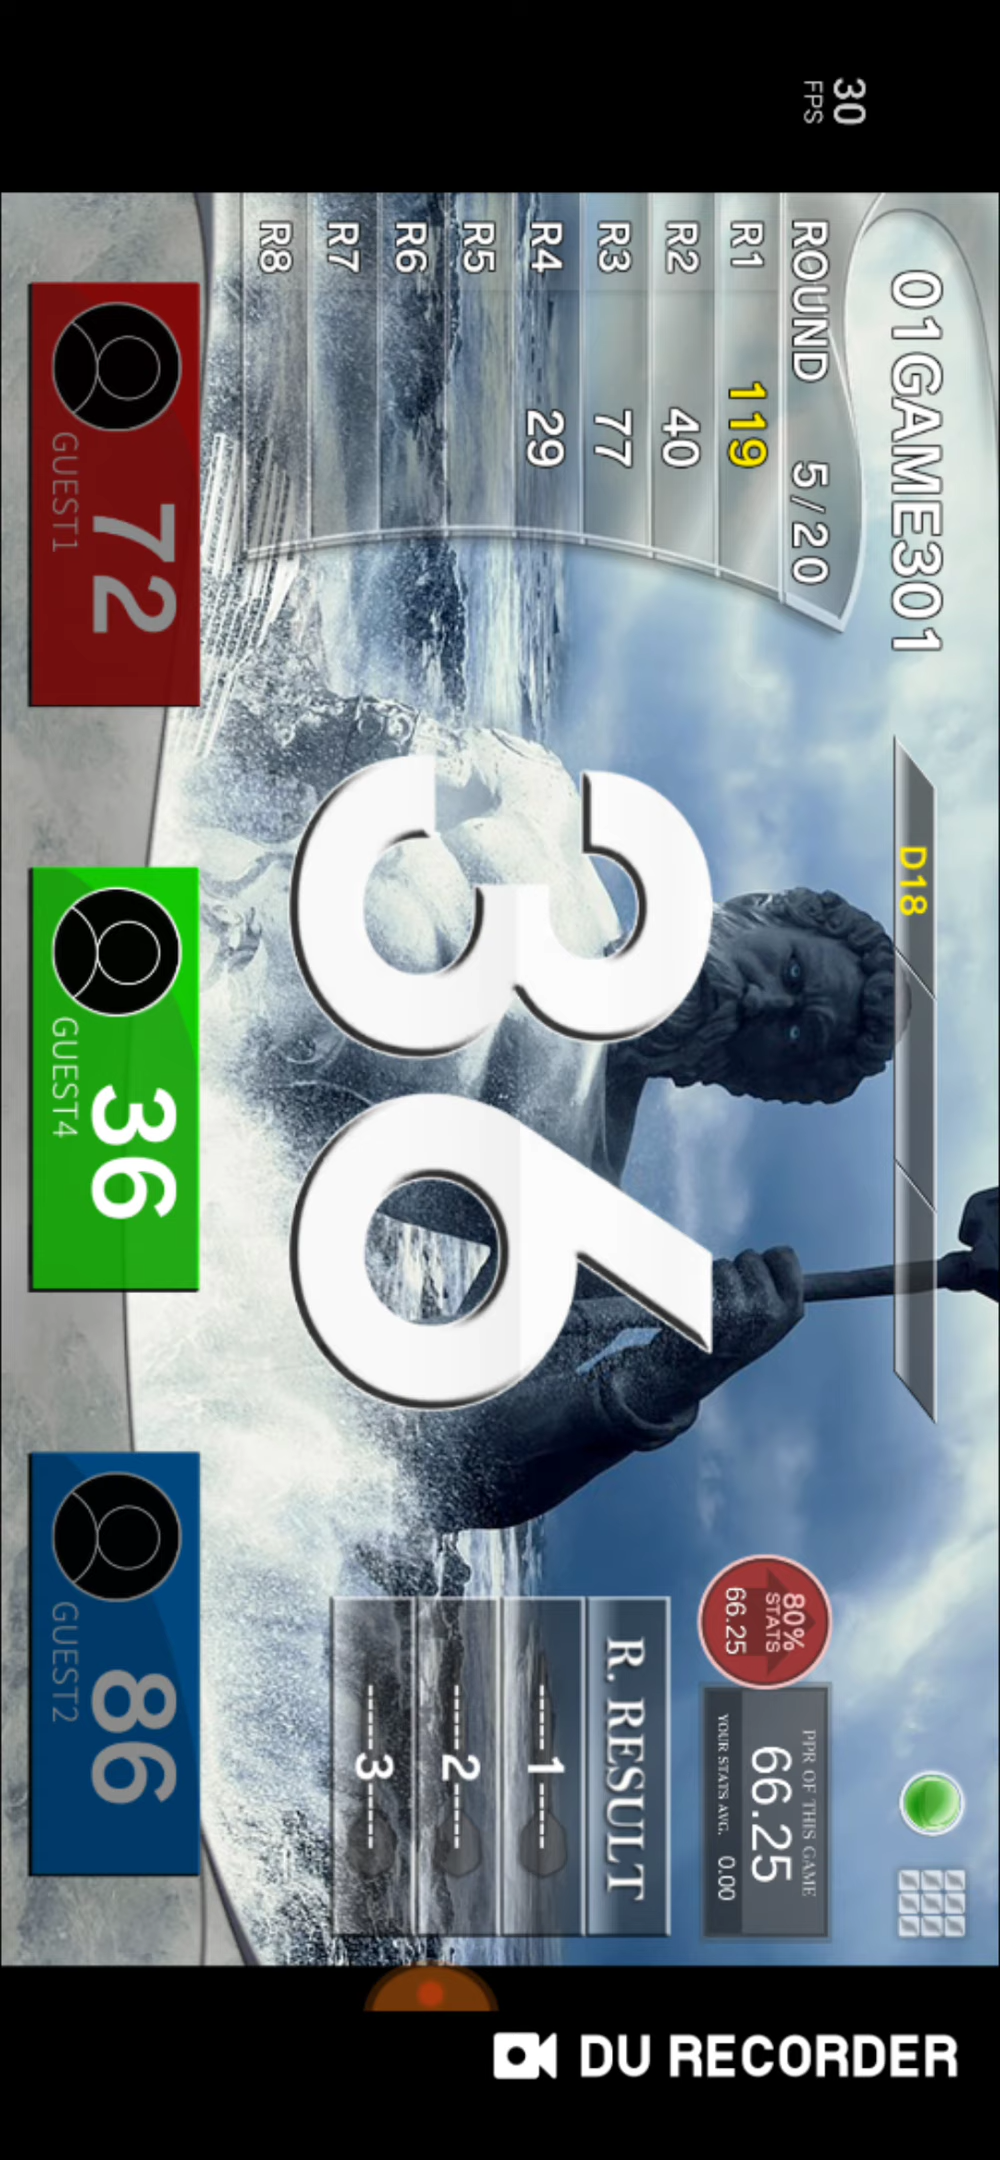 30
FPS
01GAME301
ROUND 5/20
R1 119
R2 40
R3 77
R4 29
R5
R6
R7
R8
D18
36
80%
STATS
66.25
PPR OF THIS GAME
66.25
YOUR STATS AVG. 0.00
R. RESULT
-----1-----
-----2-----
-----3-----
72
GUEST1
36
GUEST4
86
GUEST2
DU RECORDER